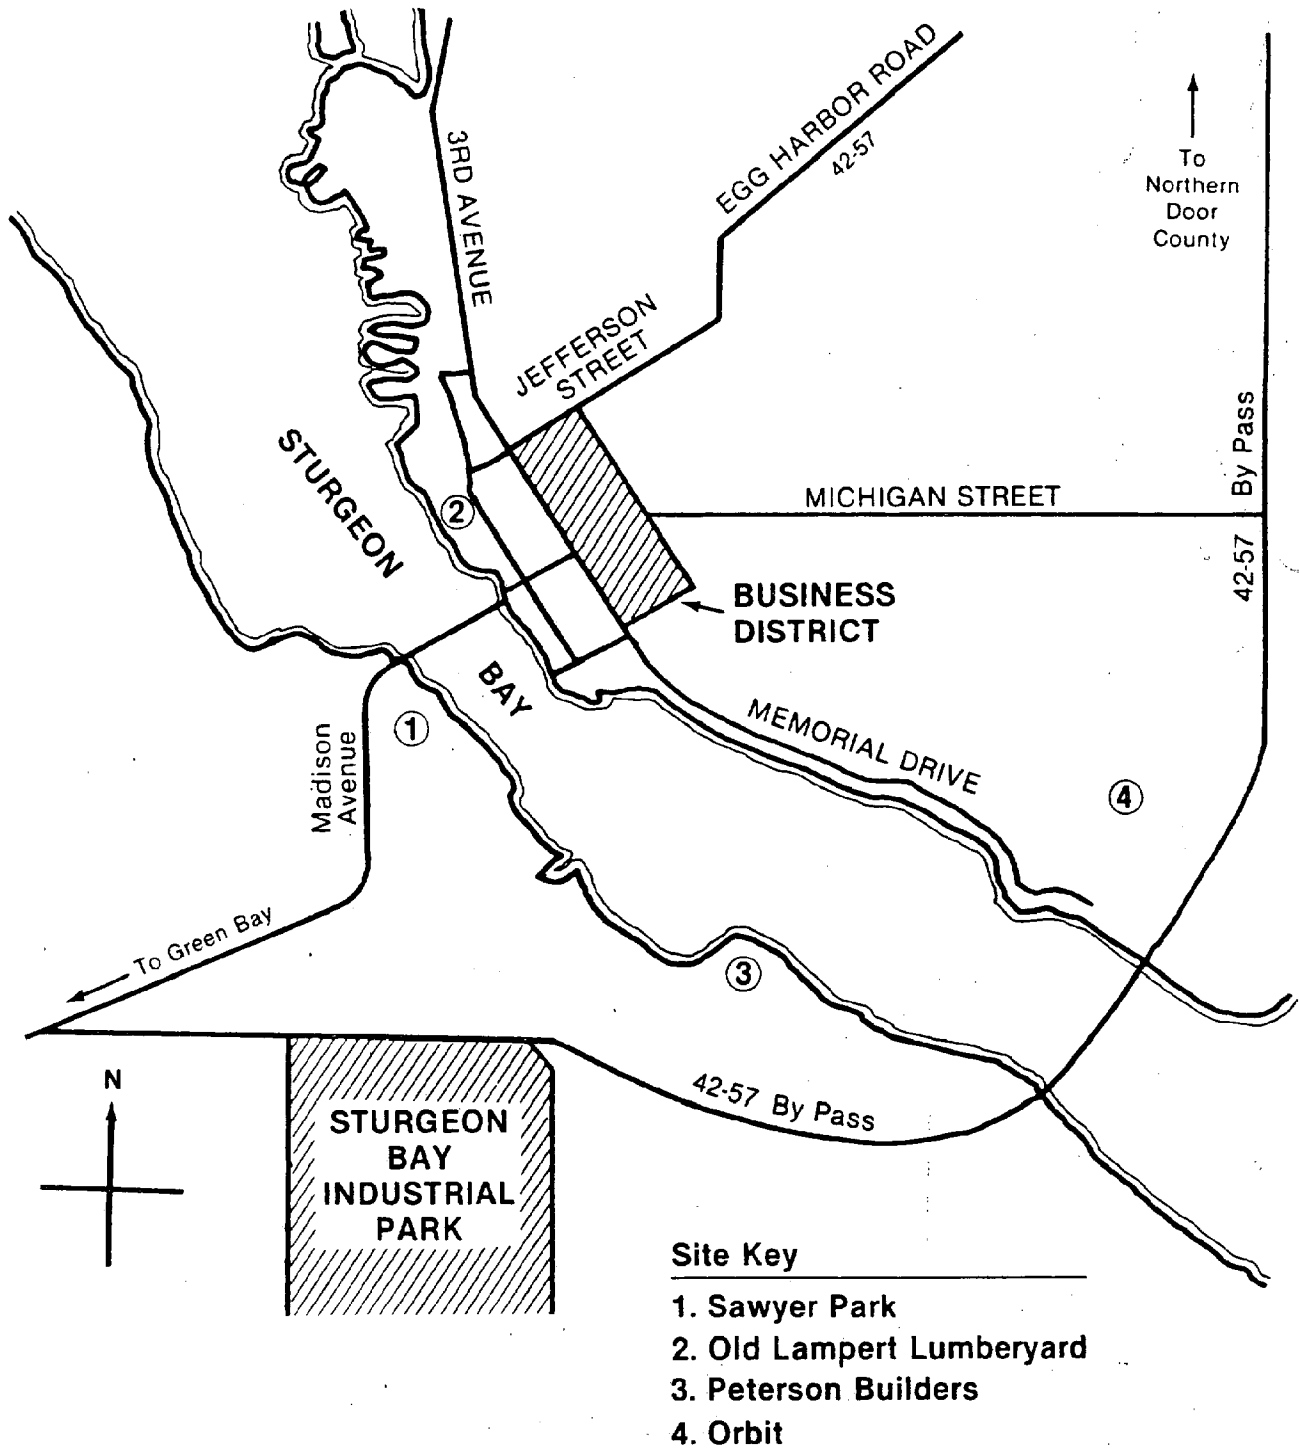 EGG HARBOR ROAD
42-57
To
Northern
Door
County
3RD AVENUE
JEFFERSON
STREET
42-57 By Pass
MICHIGAN STREET
STURGEON
BAY
2
BUSINESS
DISTRICT
1
Madison
Avenue
MEMORIAL DRIVE
4
To Green Bay
3
N
42-57 By Pass
STURGEON
BAY
INDUSTRIAL
PARK
Site Key
1. Sawyer Park
2. Old Lampert Lumberyard
3. Peterson Builders
4. Orbit